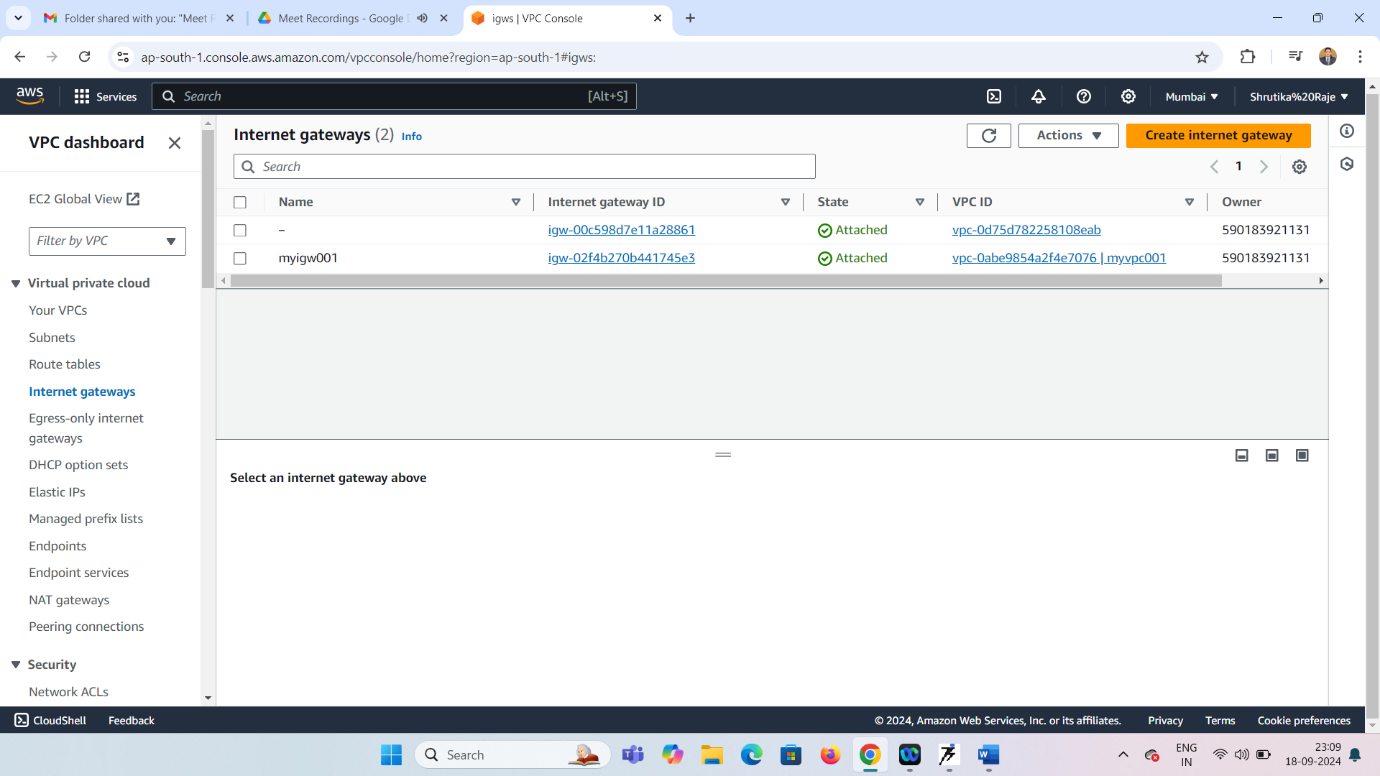 Folder shared with you: "Meet R
Meet Recordings - Google D
igws | VPC Console
ap-south-1.console.aws.amazon.com/vpcconsole/home?region=ap-south-1#igws:
aws
Services
Search
[Alt+S]
Mumbai
Shrutika%20Raje
VPC dashboard
EC2 Global View
Filter by VPC
Virtual private cloud
Your VPCs
Subnets
Route tables
Internet gateways
Egress-only internet
gateways
DHCP option sets
Elastic IPs
Managed prefix lists
Endpoints
Endpoint services
NAT gateways
Peering connections
Security
Network ACLs
Internet gateways (2) Info
Actions
Create internet gateway
Search
1
Name Internet gateway ID State VPC ID Owner
– igw-00c598d7e11a28861 Attached vpc-0d75d782258108eab 590183921131
myigw001 igw-02f4b270b441745e3 Attached vpc-0abe9854a2f4e7076 | myvpc001 590183921131
Select an internet gateway above
CloudShell Feedback © 2024, Amazon Web Services, Inc. or its affiliates. Privacy Terms Cookie preferences
Search
ENG
IN
23:09
18-09-2024